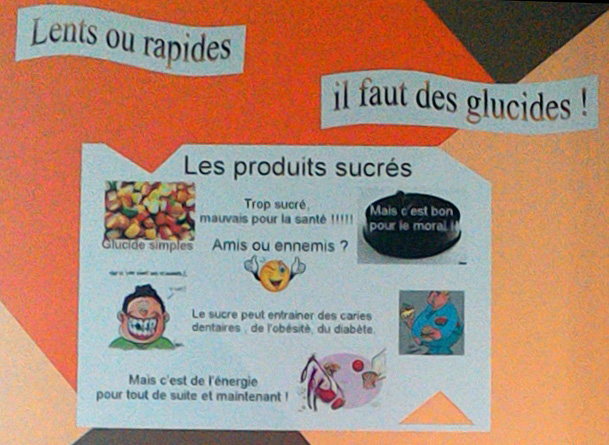 Lents ou rapides
il faut des glucides !
Les produits sucrés
Trop sucré,
mauvais pour la santé !!!!!
Mais c'est bon
pour le moral !
Glucide simples
Amis ou ennemis ?
Le sucre peut entrainer des caries
dentaires , de l'obésité, du diabète.
Mais c'est de l'énergie
pour tout de suite et maintenant !